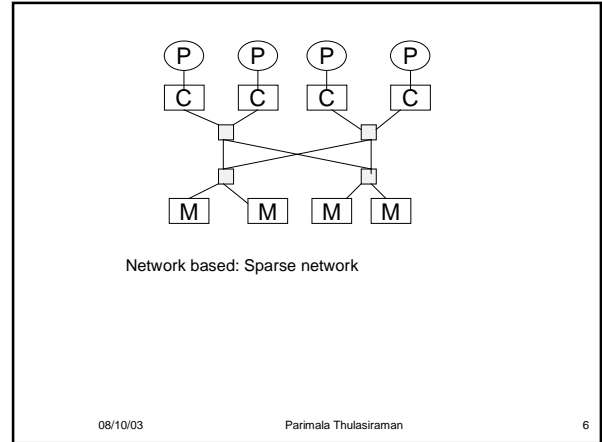 P P P P
C C C C
M M M M
Network based: Sparse network
08/10/03 Parimala Thulasiraman 6